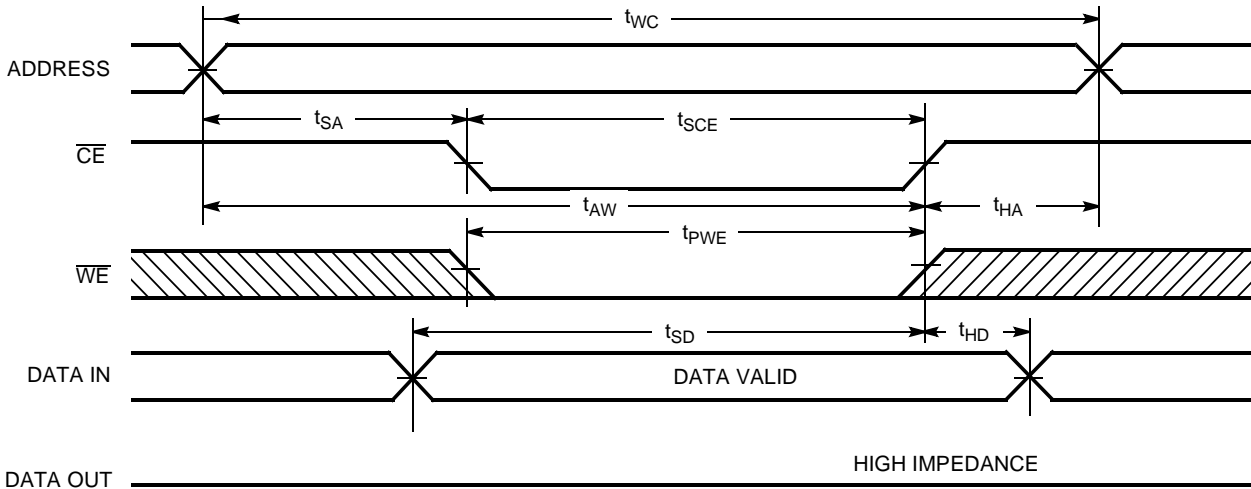 tWC
ADDRESS
tSA
tSCE
CE
tAW
tHA
tPWE
WE
tSD
tHD
DATA IN
DATA VALID
HIGH IMPEDANCE
DATA OUT